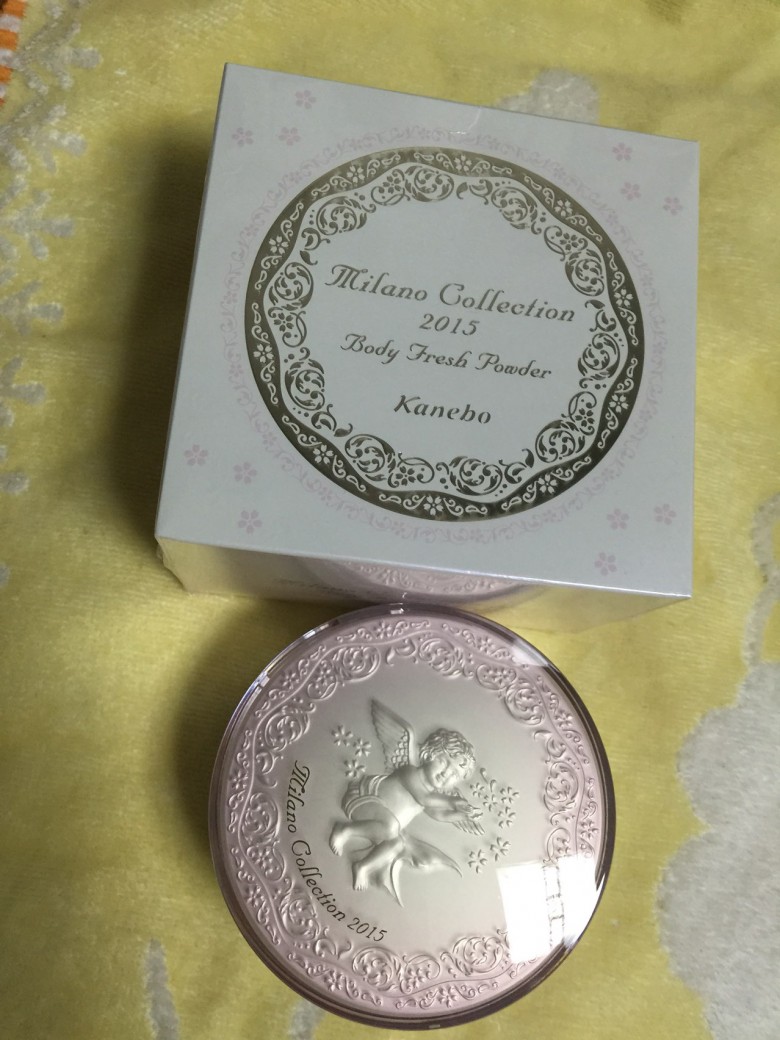 Milano Collection
2015
Body Fresh Powder
Kanebo
Milano Collection 2015